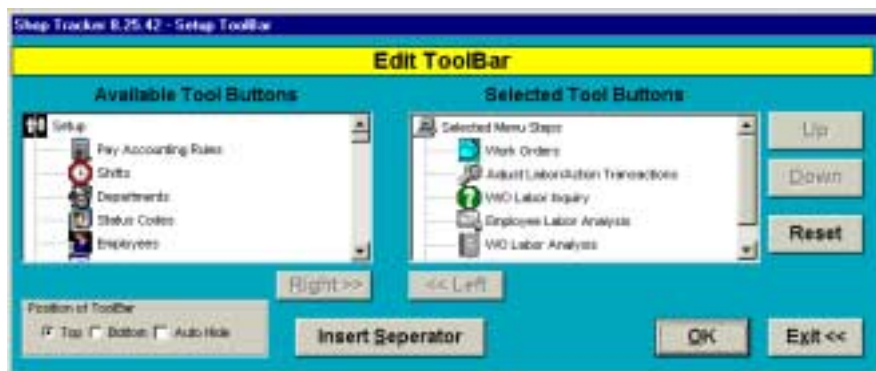 Shop Tracker 8.25.42 - Setup ToolBar
Edit ToolBar
Available Tool Buttons
Selected Tool Buttons
Setup
Pay Accounting Rules
Shifts
Departments
Status Codes
Employees
Selected Menu Steps
Work Orders
Adjust Labor/Action Transactions
W/O Labor Inquiry
Employee Labor Analysis
WO Labor Analysis
Up
Down
Reset
Right >>
<< Left
Position of ToolBar
Top Bottom Auto Hide
Insert Seperator
OK
Exit <<